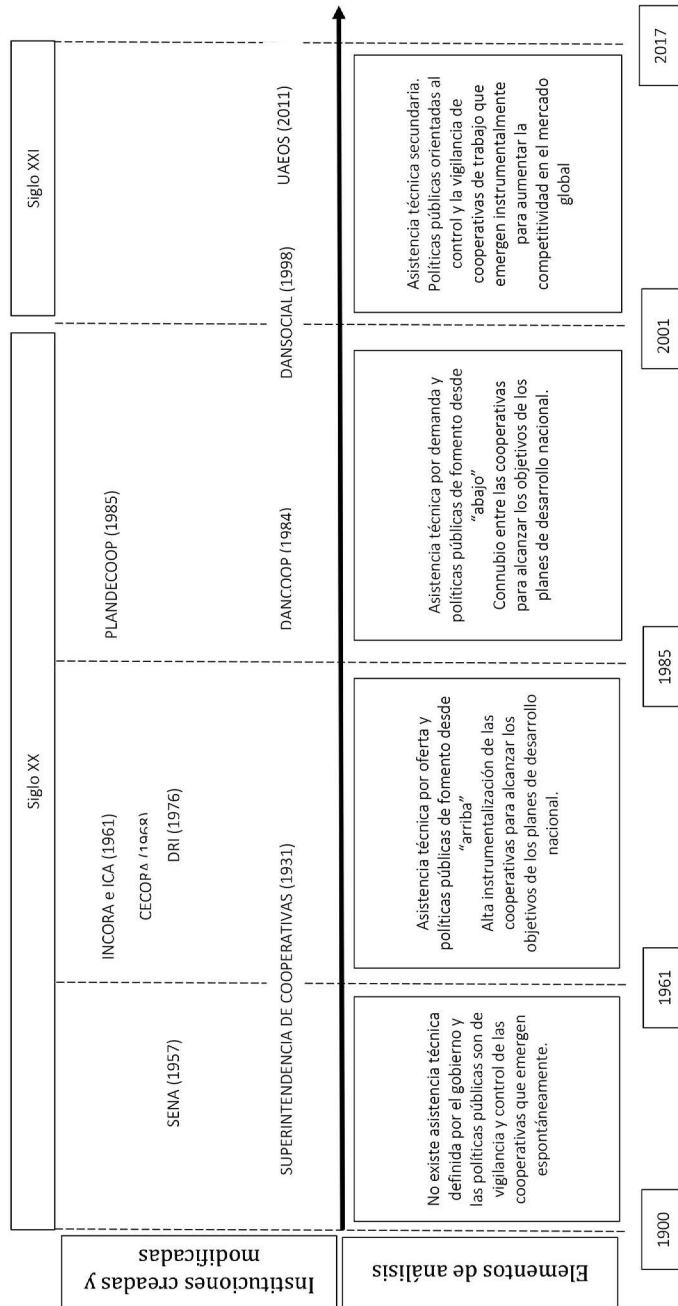 Siglo XX
Siglo XXI
Instituciones creadas y
modificadas
SENA (1957)
INCORA e ICA (1961)
CECORA (1968)
DRI (1976)
PLANDECOOP (1985)
SUPERINTENDENCIA DE COOPERATIVAS (1931)
DANCOOP (1984)
DANSOCIAL (1998)
UAEOS (2011)
Elementos de análisis
No existe asistencia técnica
definida por el gobierno y
las políticas públicas son de
vigilancia y control de las
cooperativas que emergen
espontáneamente.
Asistencia técnica por oferta y
políticas públicas de fomento desde
“arriba”
Alta instrumentalización de las
cooperativas para alcanzar los
objetivos de los planes de desarrollo
nacional.
Asistencia técnica por demanda y
políticas públicas de fomento desde
“abajo”
Connubio entre las cooperativas
para alcanzar los objetivos de los
planes de desarrollo nacional.
Asistencia técnica secundaria.
Políticas públicas orientadas al
control y la vigilancia de
cooperativas de trabajo que
emergen instrumentalmente
para aumentar la
competitividad en el mercado
global
1900
1961
1985
2001
2017